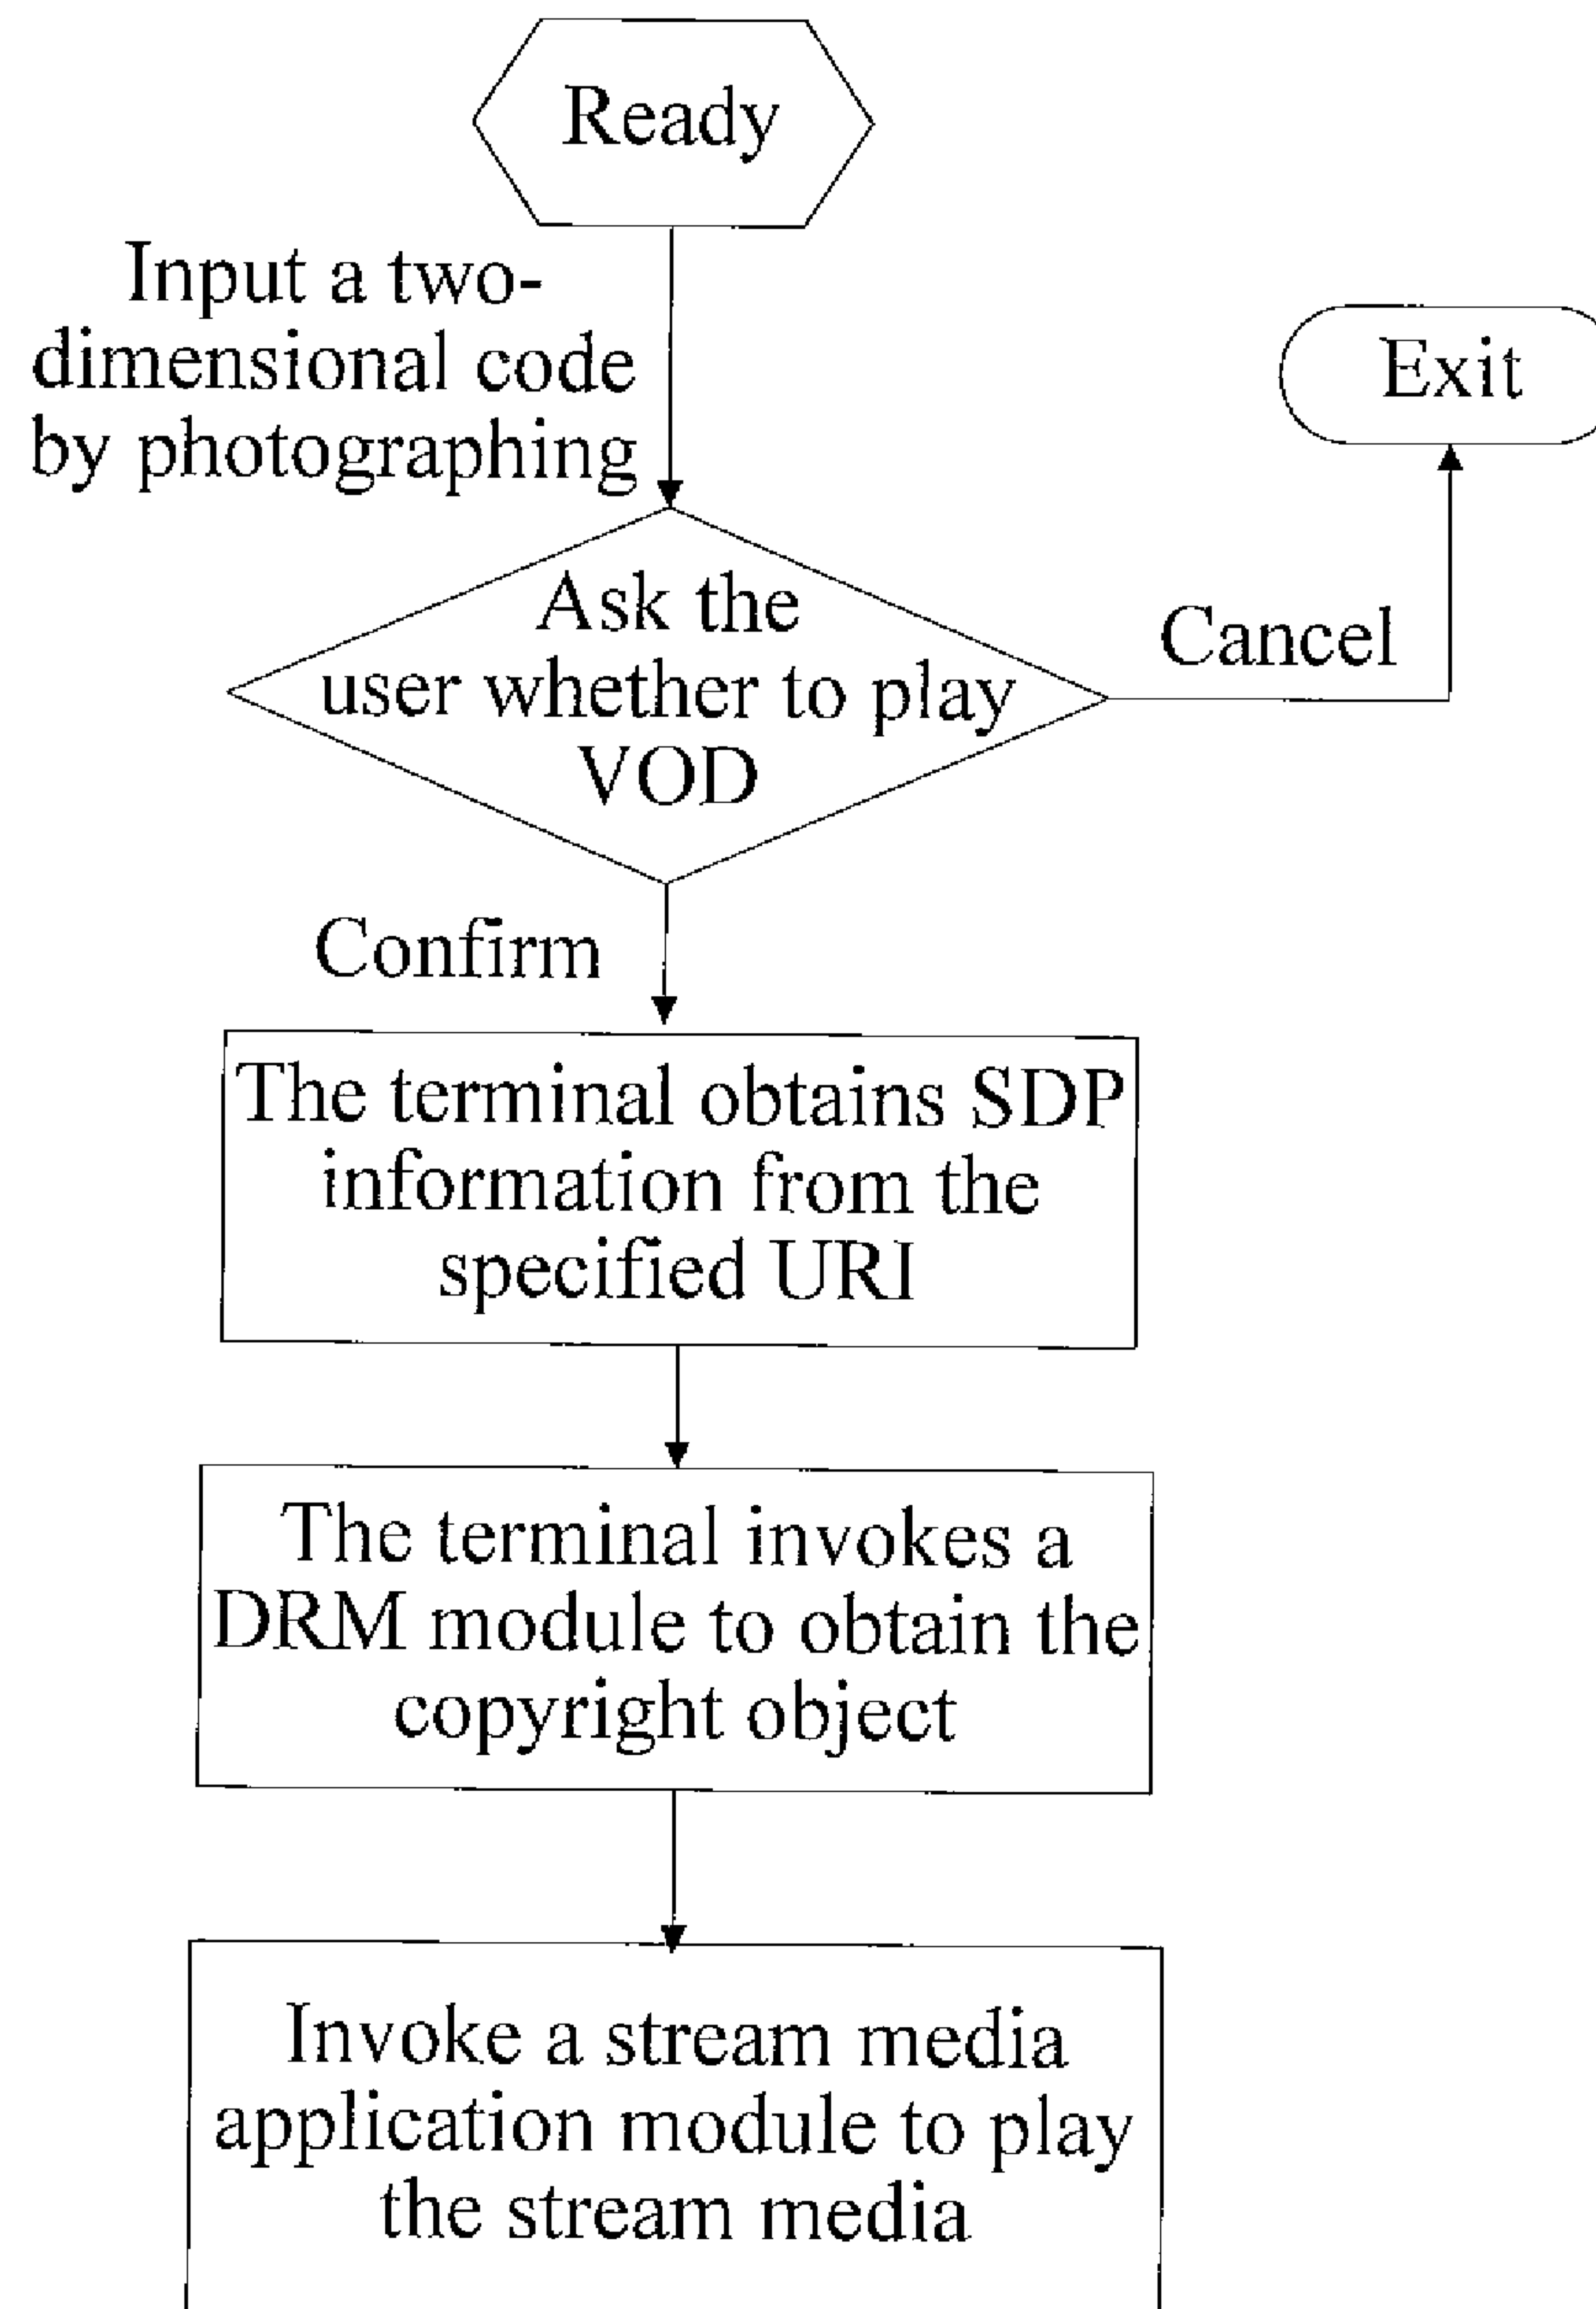 Ready
Input a two-
dimensional code
by photographing
Exit
Ask the
user whether to play
VOD
Cancel
Confirm
The terminal obtains SDP
information from the
specified URI
The terminal invokes a
DRM module to obtain the
copyright object
Invoke a stream media
application module to play
the stream media